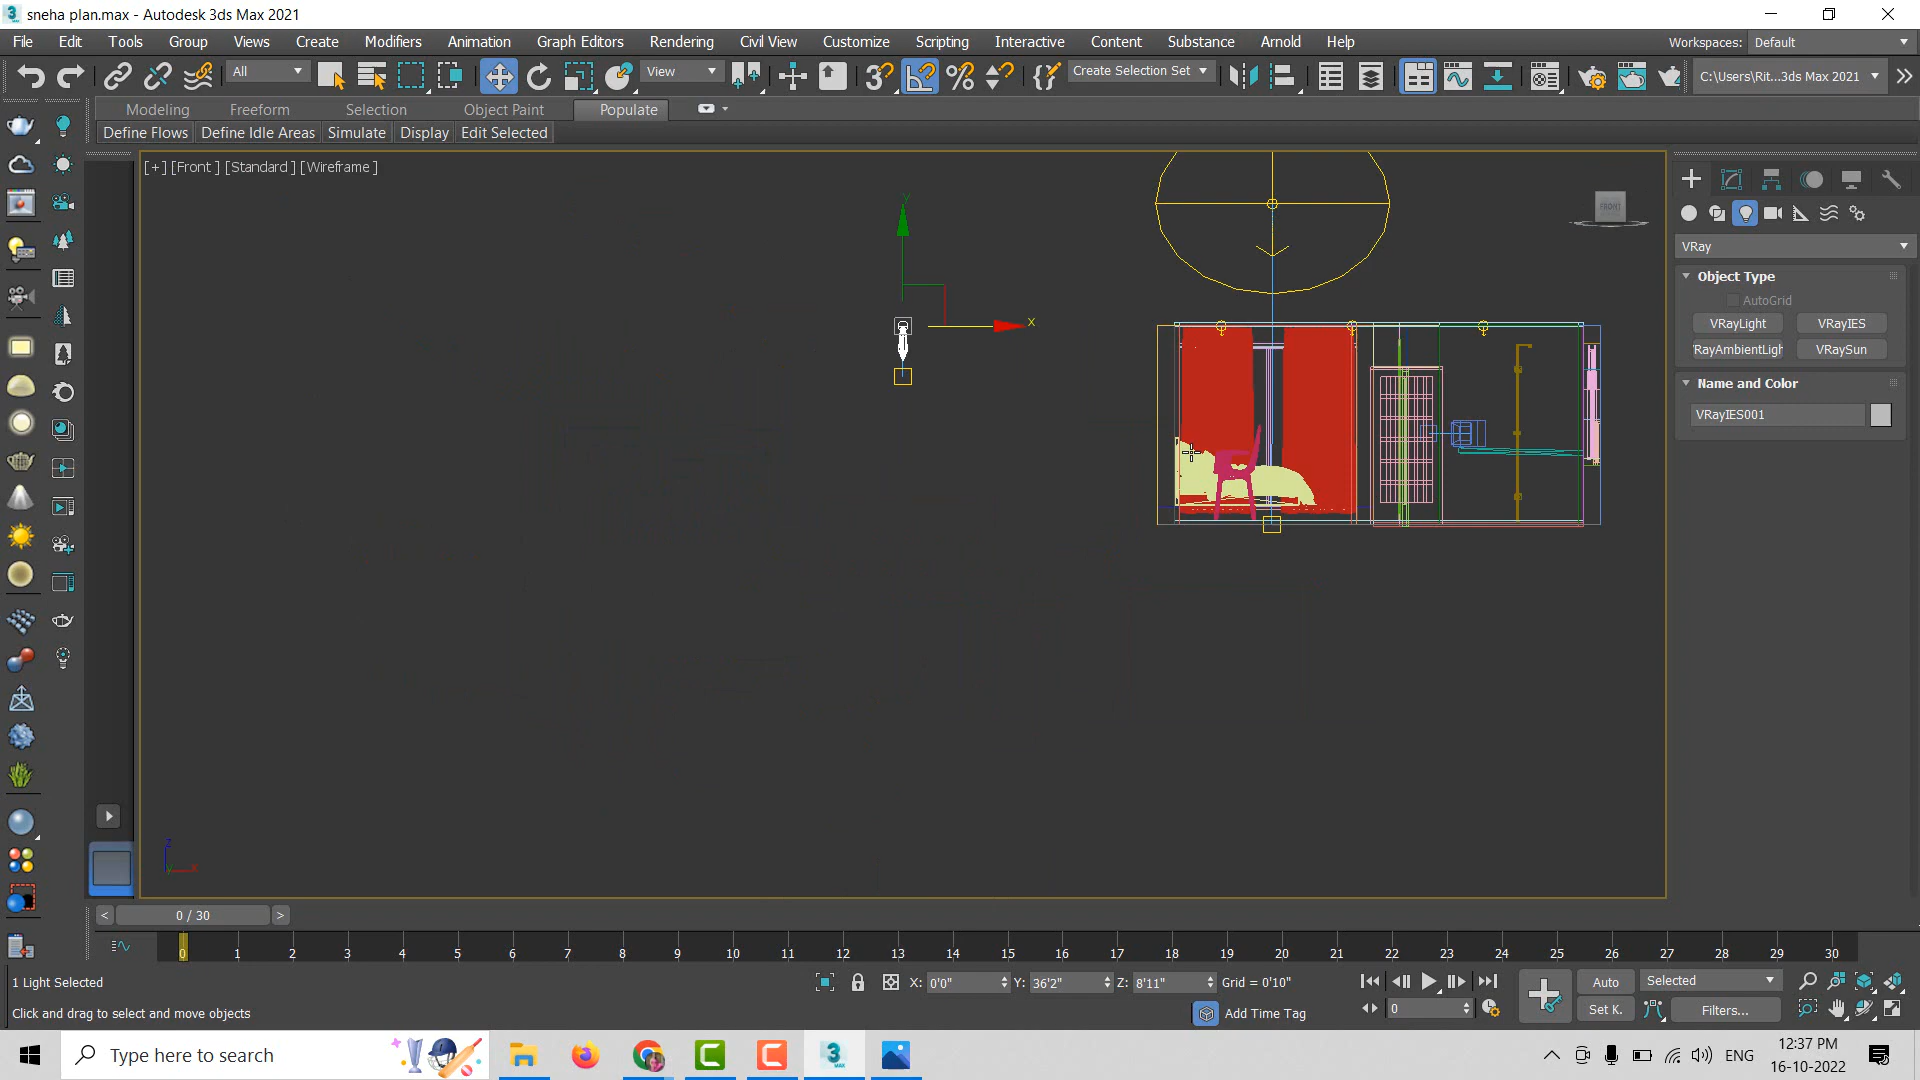 sneha plan.max - Autodesk 3ds Max 2021
File Edit Tools Group Views Create Modifiers Animation Graph Editors Rendering Civil View Customize Scripting Interactive Content Substance Arnold Help Workspaces: Default
All View Create Selection Set C:\Users\Rit...3ds Max 2021
Modeling Freeform Selection Object Paint Populate
Define Flows Define Idle Areas Simulate Display Edit Selected
[+] [Front ] [Standard ] [Wireframe ]
FRONT
y
x
VRay
Object Type
AutoGrid
VRayLight VRayIES
VRayAmbientLigh VRaySun
Name and Color
VRayIES001
z
y x
< 0 / 30 >
0 1 2 3 4 5 6 7 8 9 10 11 12 13 14 15 16 17 18 19 20 21 22 23 24 25 26 27 28 29 30
1 Light Selected X: 0'0" Y: 36'2" Z: 8'11" Grid = 0'10" Auto Selected
Click and drag to select and move objects Add Time Tag 0 Set K. Filters...
Type here to search ENG 12:37 PM
16-10-2022